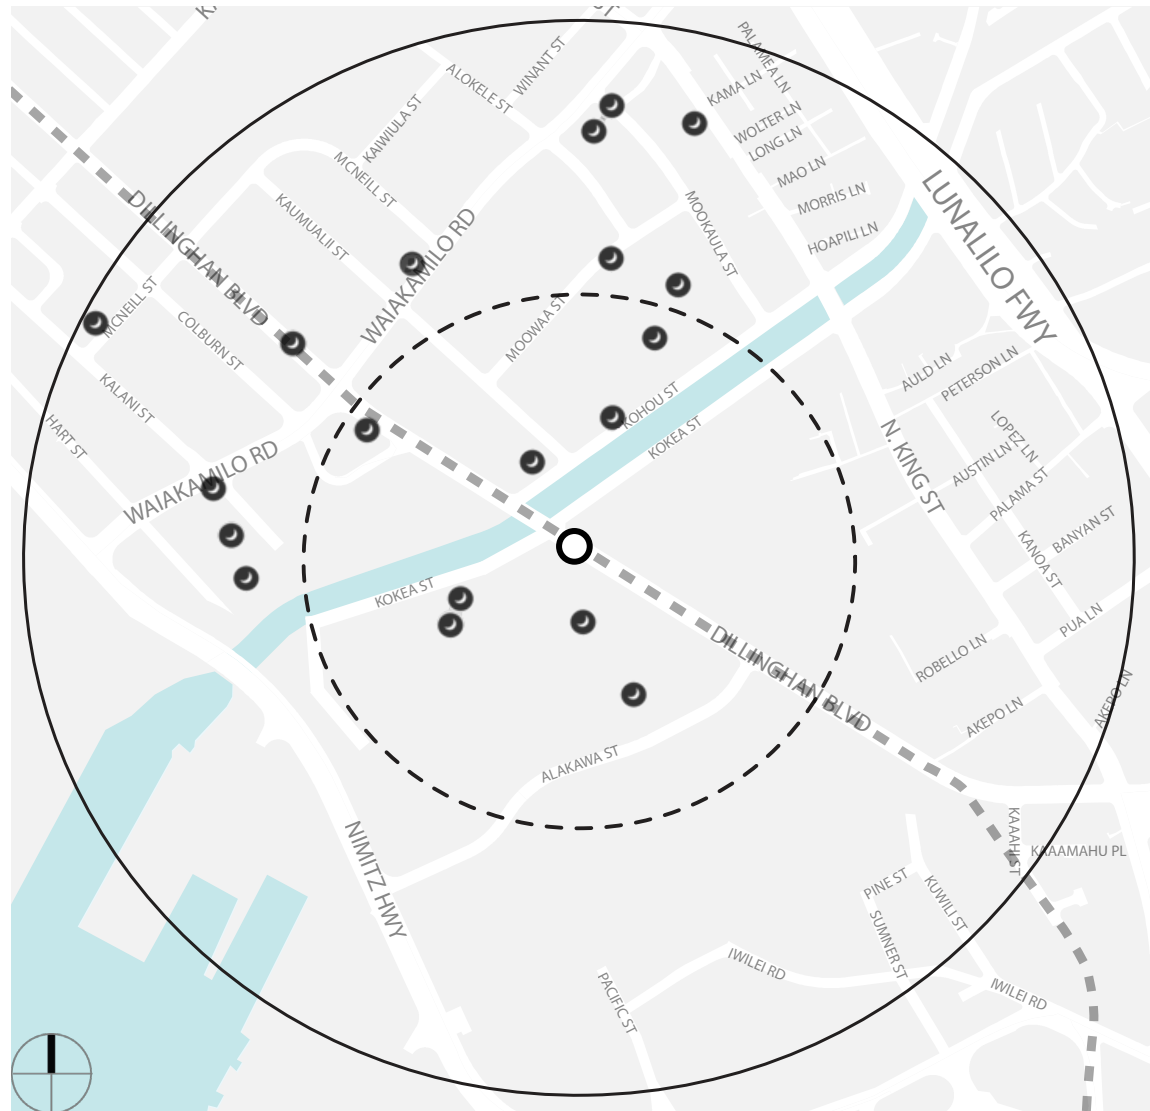 PALAMEA LN
WINANT ST
ALOKELE ST
KAMA LN
KAIWIULA ST
WOLTER LN
LONG LN
MCNEILL ST
MAO LN
MORRIS LN
KAUMUALII ST
MOOKAULA ST
HOAPILI LN
LUNALILO FWY
DILLINGHAN BLVD
WAIAKAMILO RD
MCNEILL ST
COLBURN ST
MOOWAA ST
AULD LN
PETERSON LN
KALANI ST
KOHOU ST
KOKEA ST
HART ST
LOPEZ LN
N. KING ST
AUSTIN LN
WAIAKAMILO RD
PALAMA ST
BANYAN ST
KANOA ST
KOKEA ST
PUA LN
DILLINGHAN BLVD
ROBELLO LN
AKEPO LN
AKEPO LN
ALAKAWA ST
NIMITZ HWY
KAAAHI ST
KAAAMAHU PL
PINE ST
KUWILI ST
SUMNER ST
IWILEI RD
IWILEI RD
PACIFIC ST